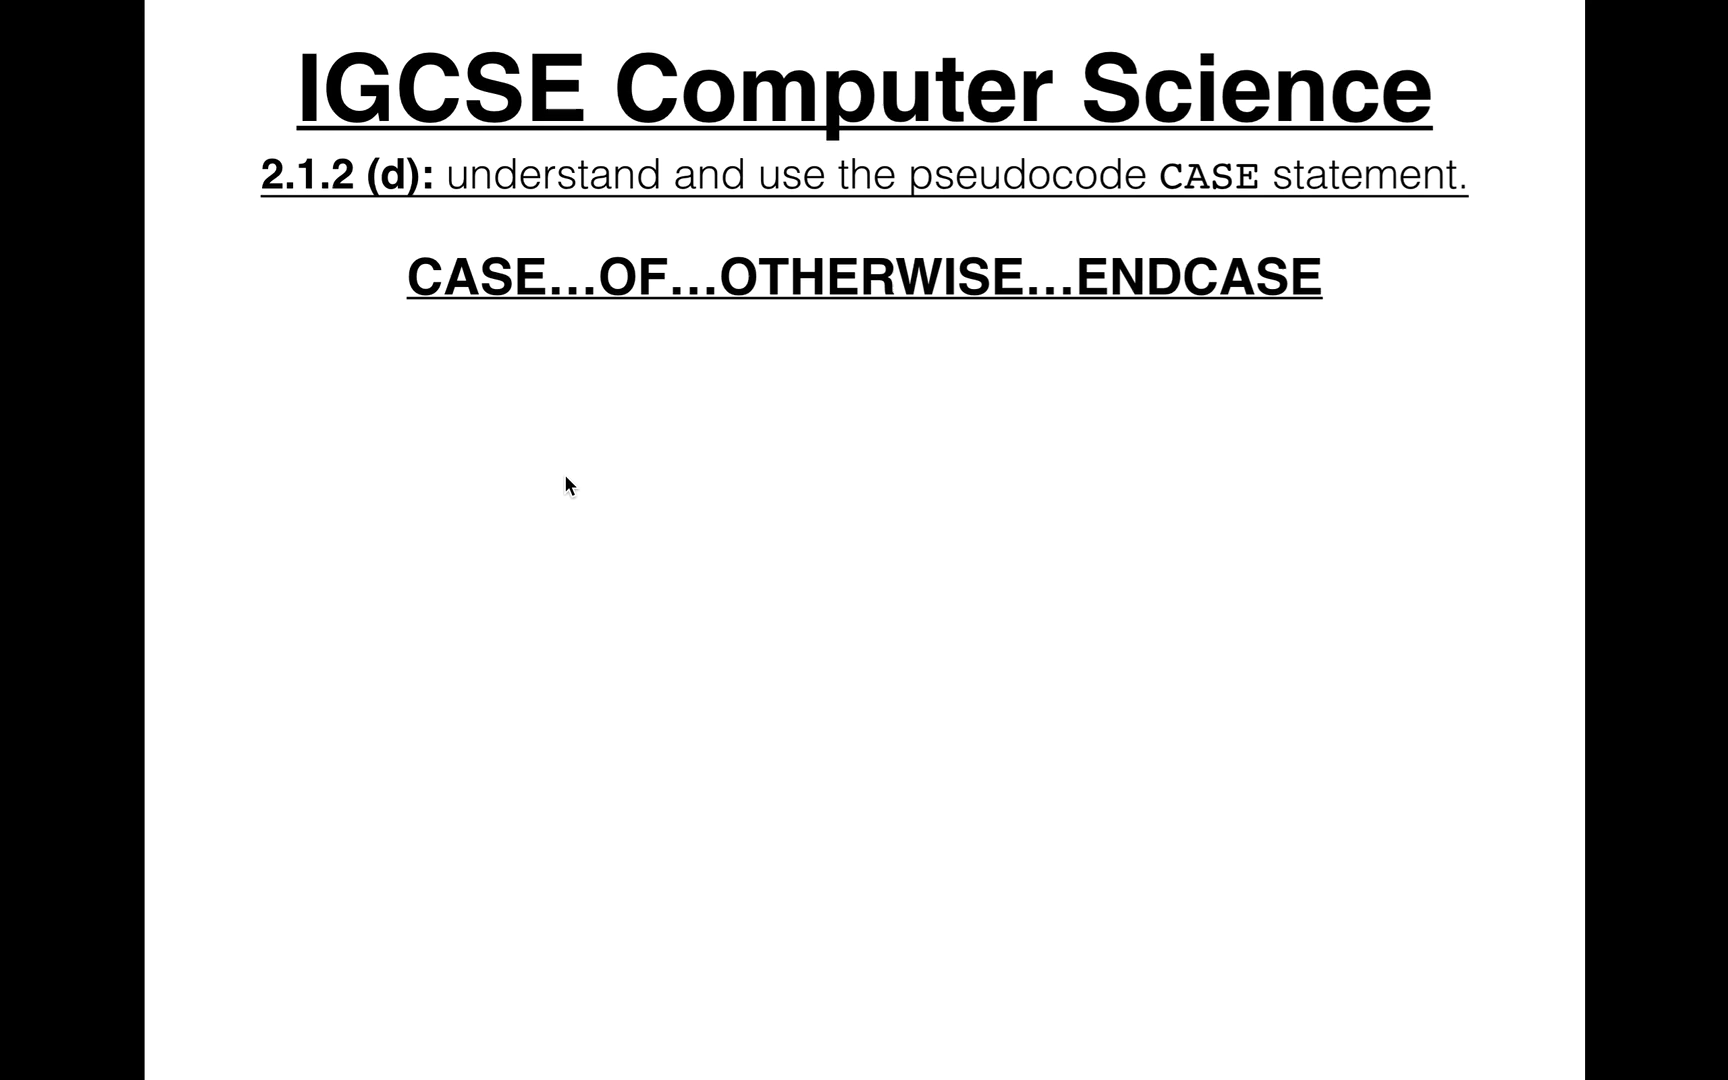 IGCSE Computer Science
2.1.2 (d): understand and use the pseudocode CASE statement.
CASE...OF...OTHERWISE...ENDCASE